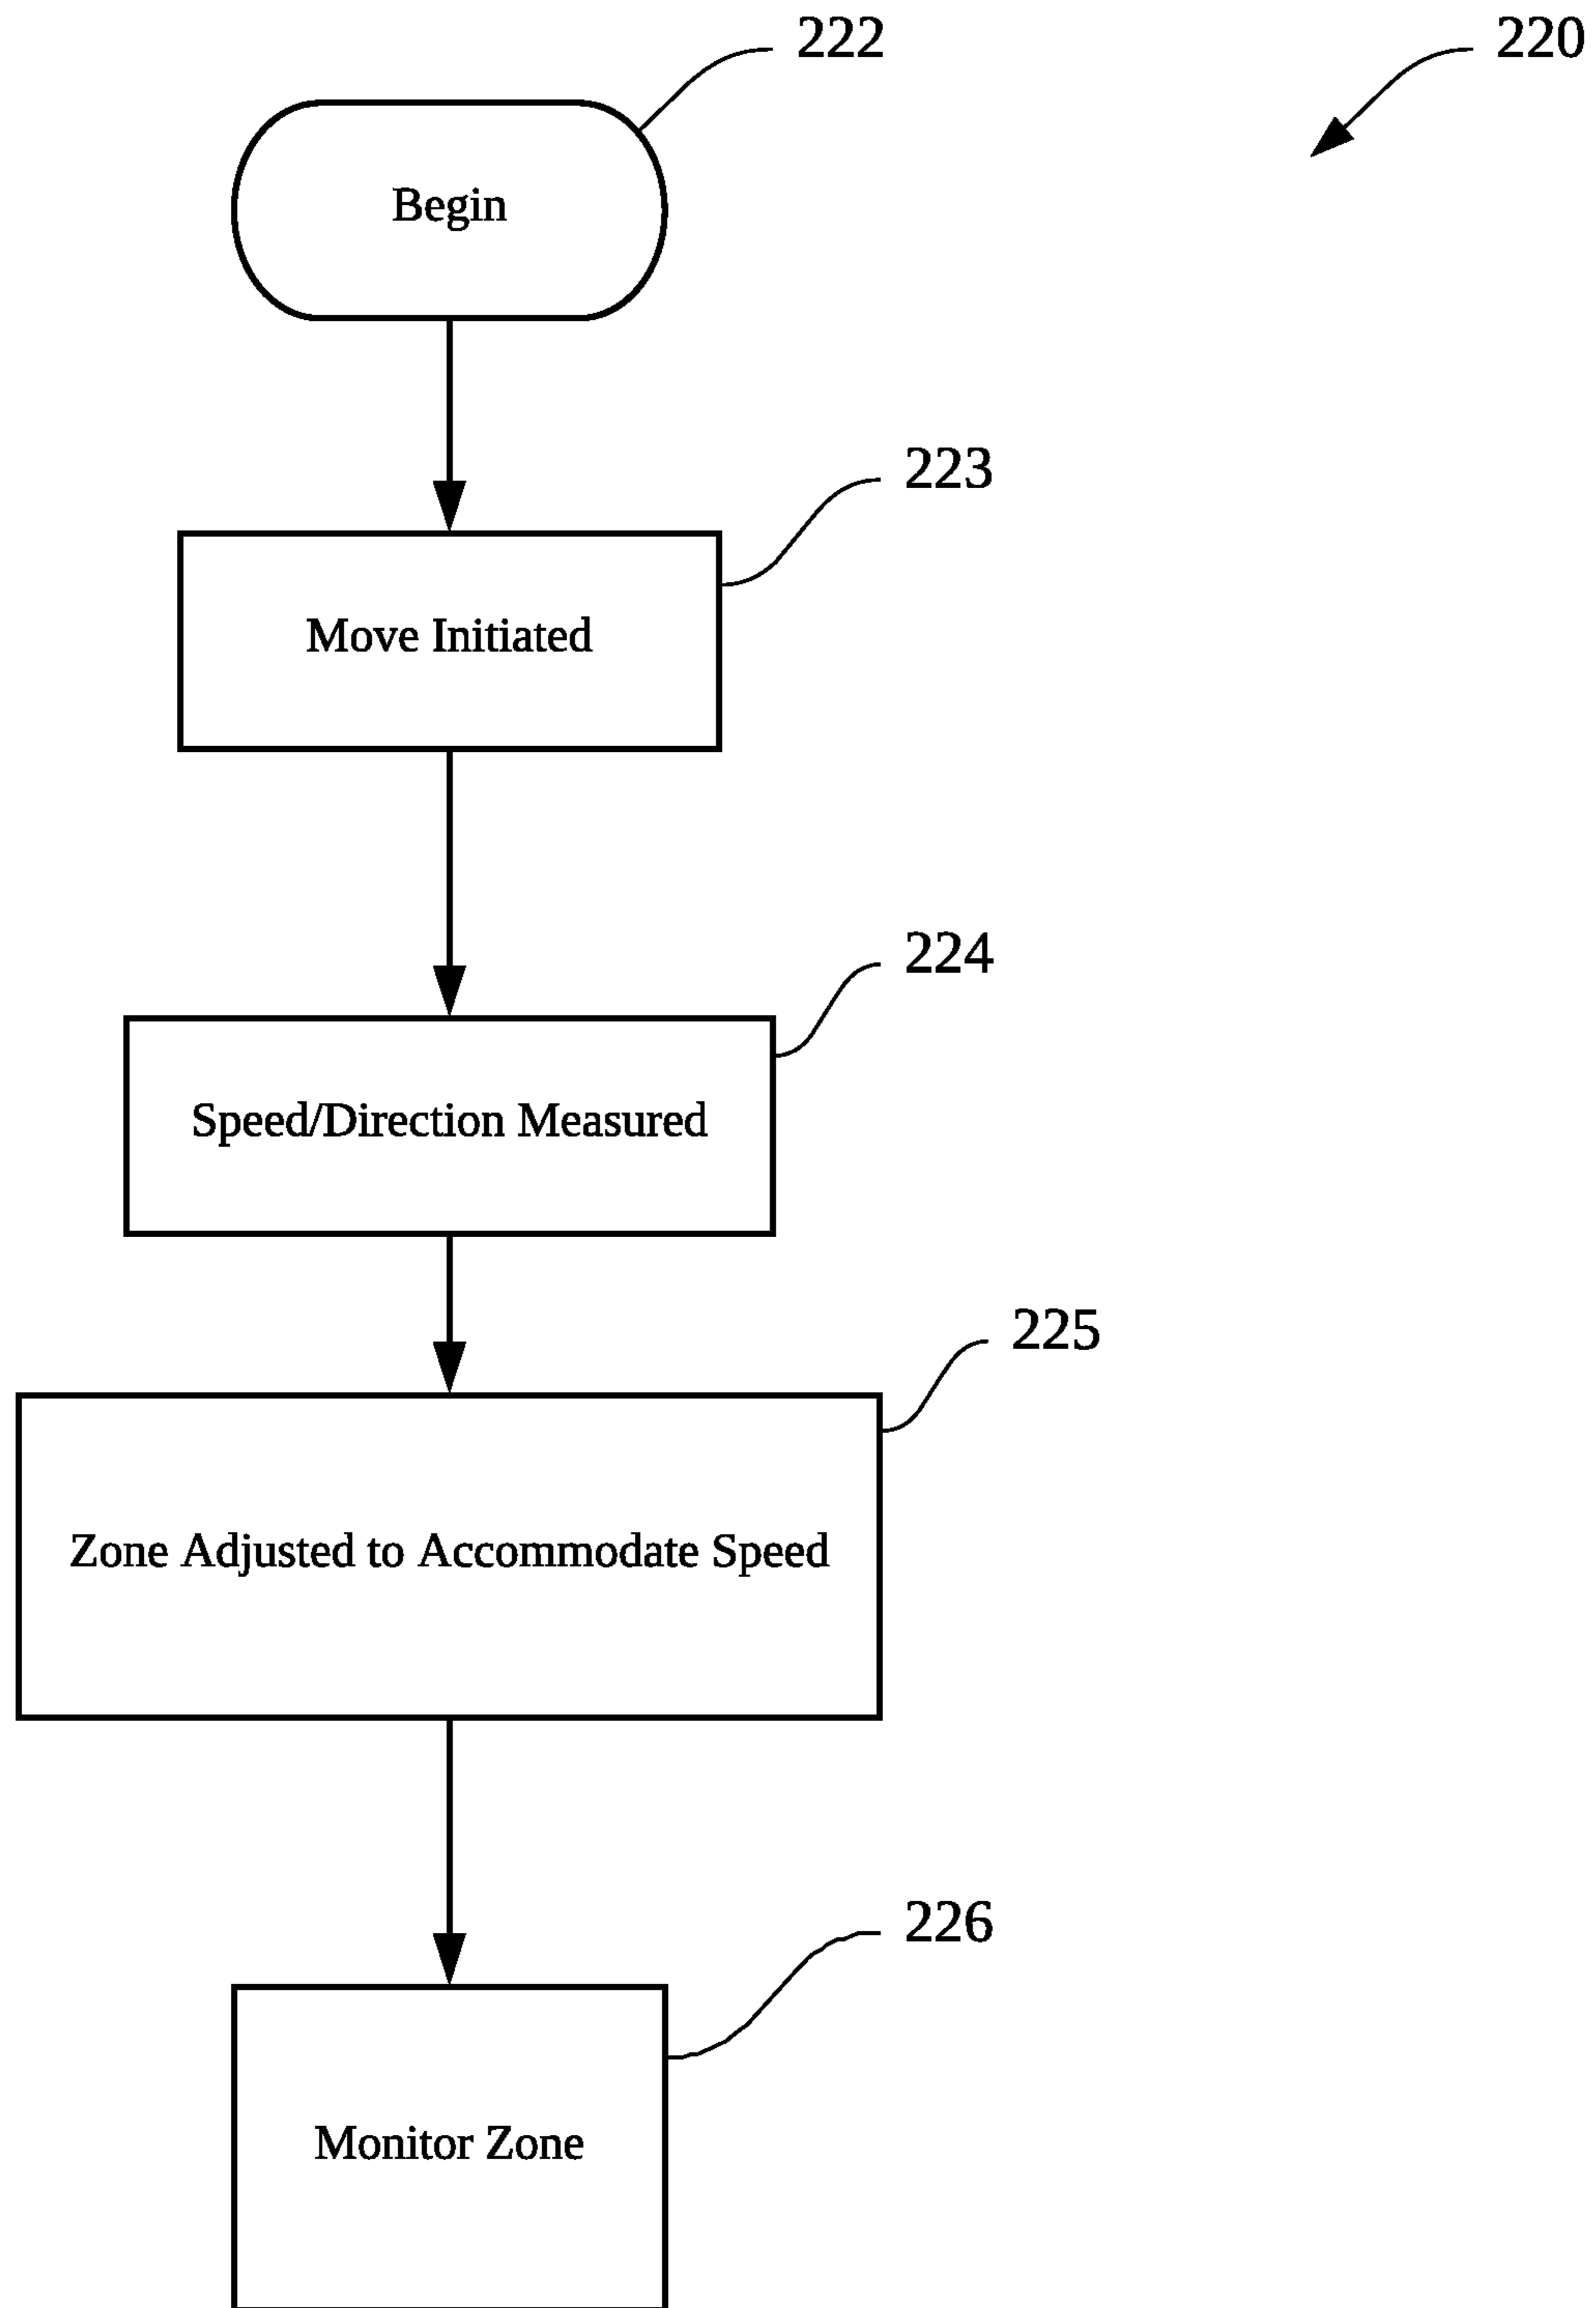 222
220
Begin
223
Move Initiated
224
Speed/Direction Measured
225
Zone Adjusted to Accommodate Speed
226
Monitor Zone